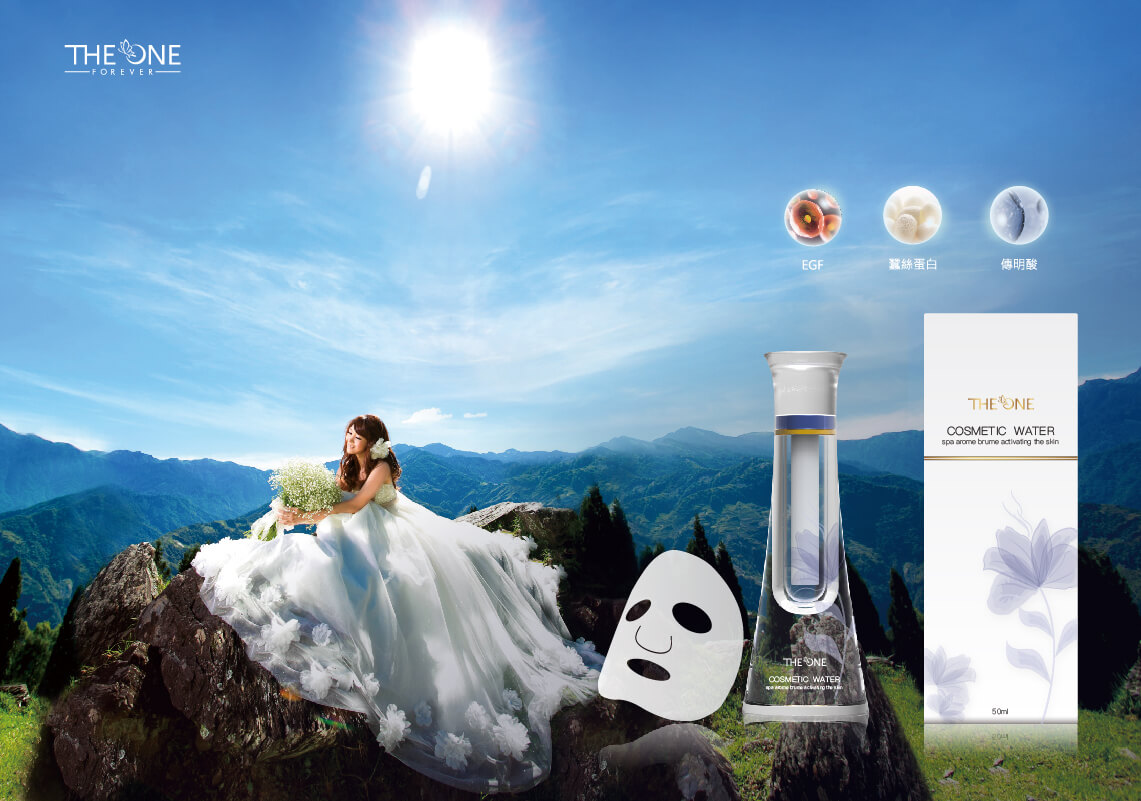 THE ONE
FOREVER
EGF
蠶絲蛋白
傳明酸
THE ONE
COSMETIC WATER
spa arome brume activating the skin
50ml
THE ONE
COSMETIC WATER
spa arome brume activating the skin